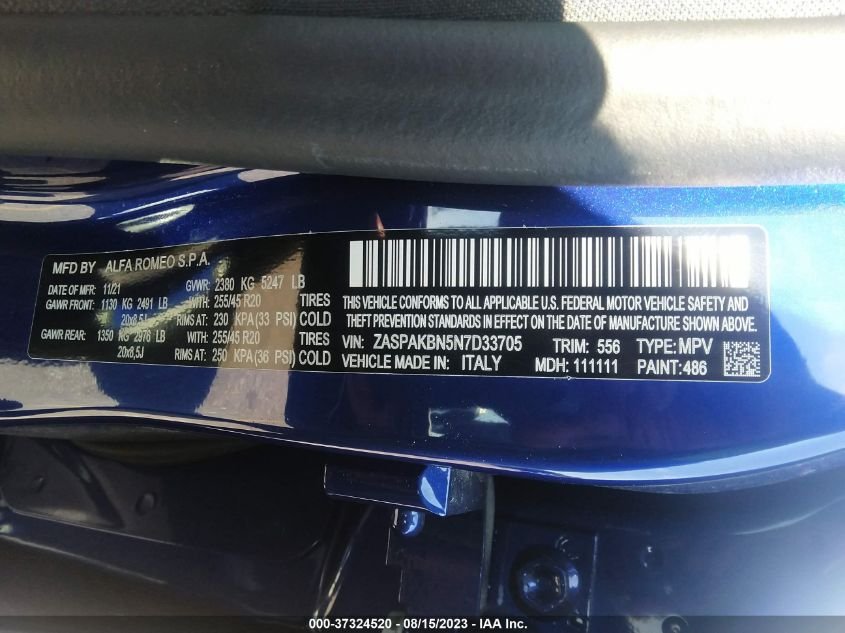 MFD BY ALFA ROMEO S.P.A.
DATE OF MFR: 11/21 GVWR: 2380 KG 5247 LB
GAWR FRONT: 1130 KG 2491 LB WITH: 255/45 R20 TIRES
20x8,5J RIMS AT: 230 KPA (33 PSI) COLD
GAWR REAR: 1350 KG 2976 LB WITH: 255/45 R20 TIRES
20x8,5J RIMS AT: 250 KPA (36 PSI) COLD
THIS VEHICLE CONFORMS TO ALL APPLICABLE U.S. FEDERAL MOTOR VEHICLE SAFETY AND
THEFT PREVENTION STANDARDS IN EFFECT ON THE DATE OF MANUFACTURE SHOWN ABOVE.
VIN: ZASPAKBN5N7D33705 TRIM: 556 TYPE: MPV
VEHICLE MADE IN: ITALY MDH: 111111 PAINT:486
000-37324520 - 08/15/2023 - IAA Inc.